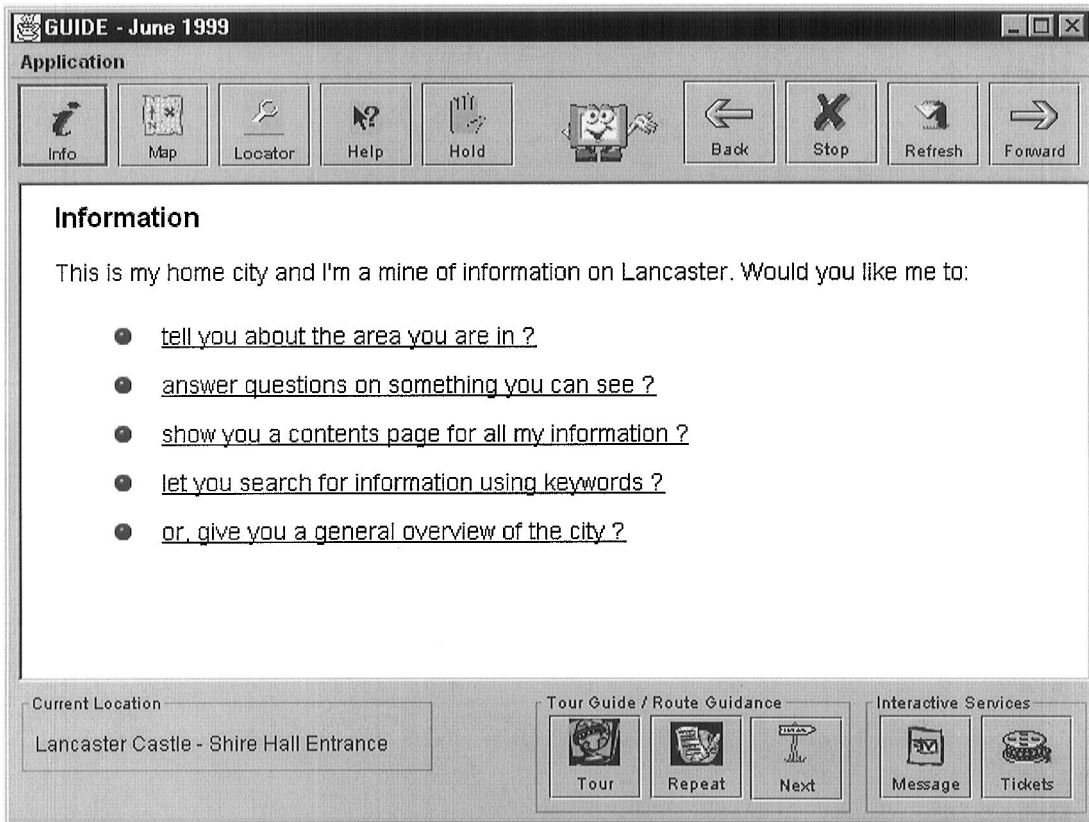 GUIDE - June 1999
Application
Info Map Locator Help Hold Back Stop Refresh Forward
Information
This is my home city and I'm a mine of information on Lancaster. Would you like me to:
tell you about the area you are in ?
answer questions on something you can see ?
show you a contents page for all my information ?
let you search for information using keywords ?
or, give you a general overview of the city ?
Current Location
Lancaster Castle - Shire Hall Entrance
Tour Guide / Route Guidance
Tour Repeat Next
Interactive Services
Message Tickets